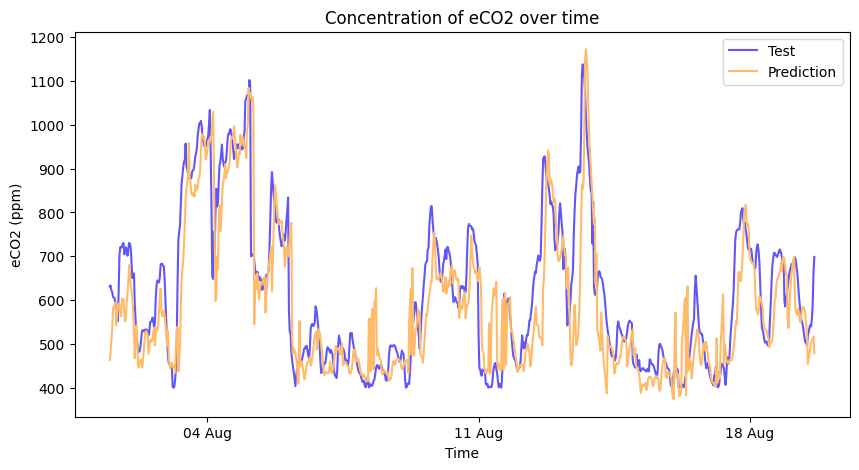 Concentration of eCO2 over time
1200
1100
1000
900
800
700
600
500
400
eCO2 (ppm)
Test
Prediction
04 Aug
11 Aug
18 Aug
Time